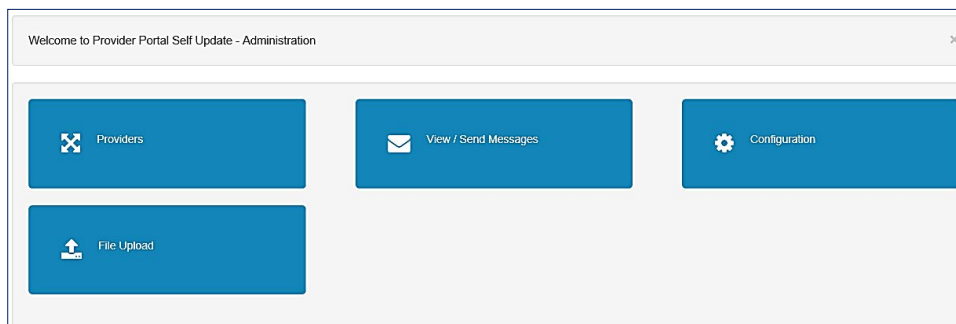 Welcome to Provider Portal Self Update - Administration
Providers
View / Send Messages
Configuration
File Upload